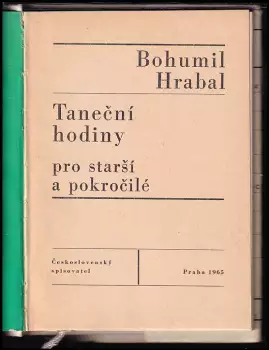 Bohumil
Hrabal
Taneční
hodiny
pro starší
a pokročilé
Československý
spisovatel
Praha 1965